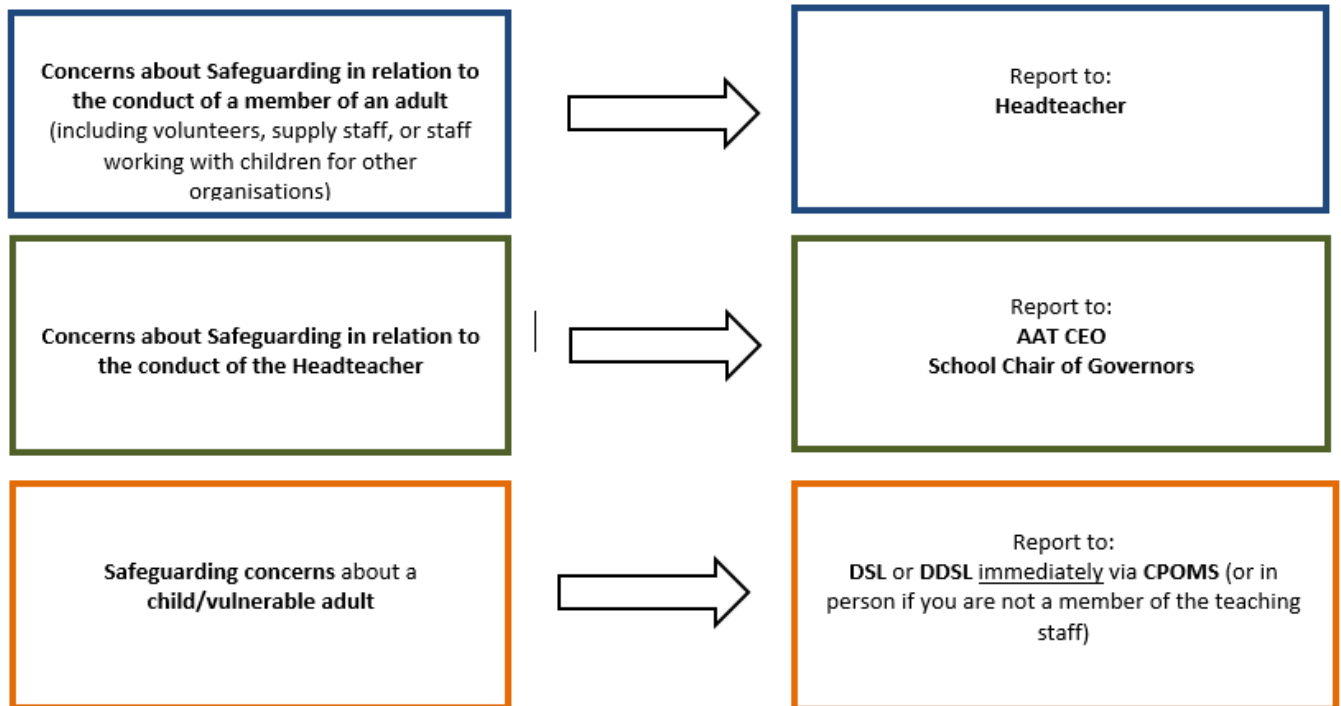 Concerns about Safeguarding in relation to
the conduct of a member of an adult
(including volunteers, supply staff, or staff
working with children for other
organisations)
Report to:
Headteacher
Concerns about Safeguarding in relation to
the conduct of the Headteacher
Report to:
AAT CEO
School Chair of Governors
Safeguarding concerns about a
child/vulnerable adult
Report to:
DSL or DDSL immediately via CPOMS (or in
person if you are not a member of the teaching
staff)